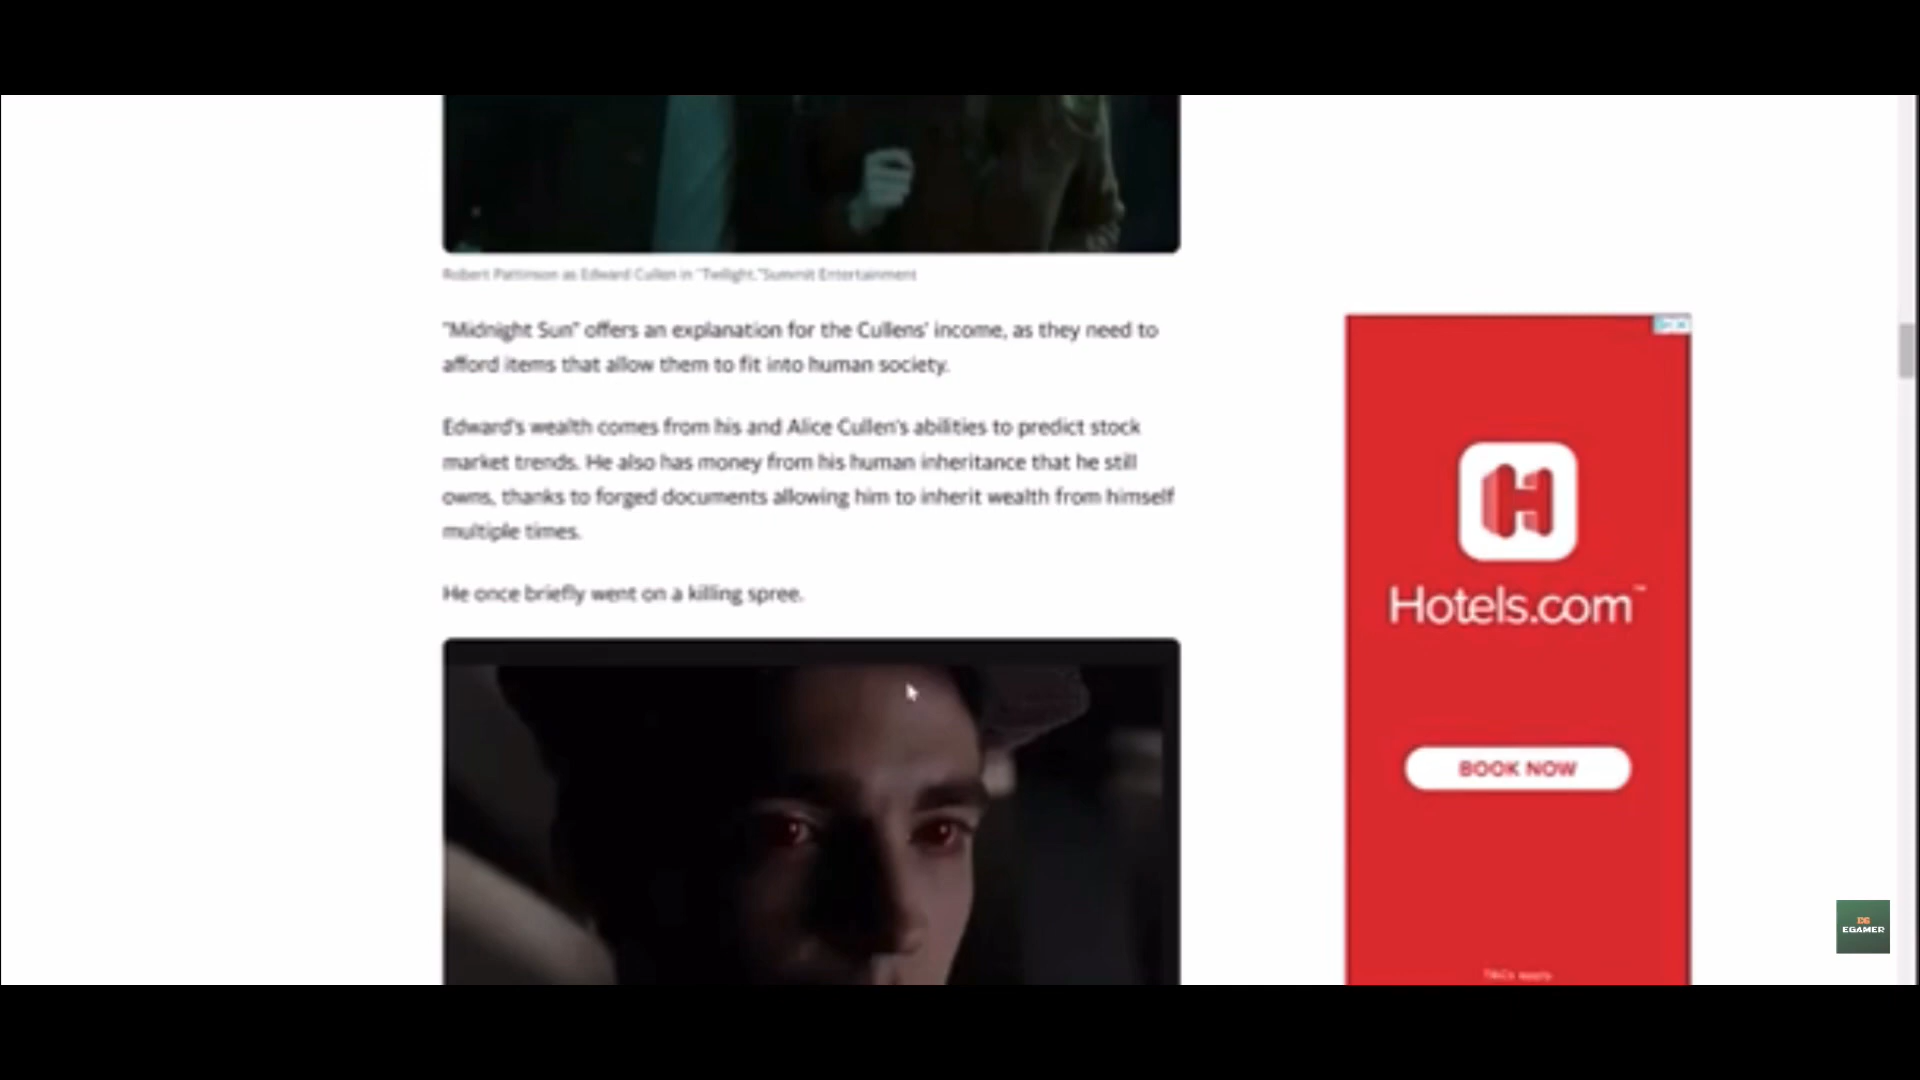 Robert Pattinson as Edward Cullen in "Twilight."Summit Entertainment
"Midnight Sun" offers an explanation for the Cullens' income, as they need to
afford items that allow them to fit into human society.
Edward's wealth comes from his and Alice Cullen's abilities to predict stock
market trends. He also has money from his human inheritance that he still
owns, thanks to forged documents allowing him to inherit wealth from himself
multiple times.
He once briefly went on a killing spree.
H
Hotels.com™
BOOK NOW
EGAMER